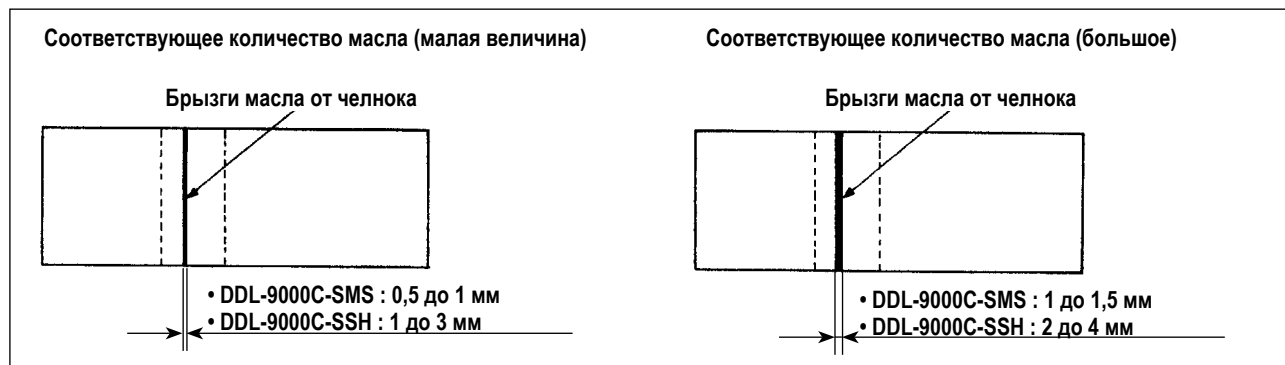 Соответствующее количество масла (малая величина)
Брызги масла от челнока
• DDL-9000C-SMS : 0,5 до 1 мм
• DDL-9000C-SSH : 1 до 3 мм
Соответствующее количество масла (большое)
Брызги масла от челнока
• DDL-9000C-SMS : 1 до 1,5 мм
• DDL-9000C-SSH : 2 до 4 мм